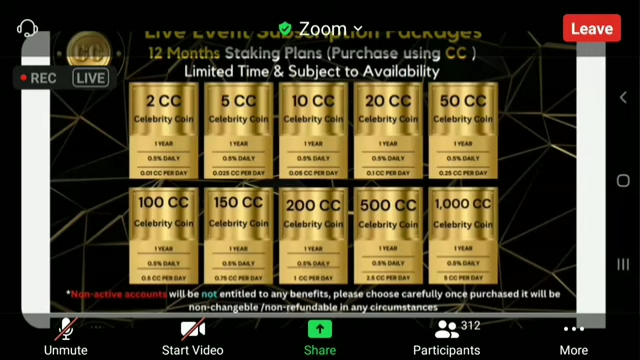 Zoom
Leave
Live Event Subscription Packages
CC
12 Months Staking Plans (Purchase using CC )
REC LIVE
Limited Time & Subject to Availability
2 CC 5 CC 10 CC 20 CC 50 CC
Celebrity Coin Celebrity Coin Celebrity Coin Celebrity Coin Celebrity Coin
1 YEAR 1 YEAR 1 YEAR 1 YEAR 1 YEAR
0.5% DAILY 0.5% DAILY 0.5% DAILY 0.5% DAILY 0.5% DAILY
0.01 CC PER DAY 0.025 CC PER DAY 0.05 CC PER DAY 0.1 CC PER DAY 0.25 CC PER DAY
100 CC 150 CC 200 CC 500 CC 1,000 CC
Celebrity Coin Celebrity Coin Celebrity Coin Celebrity Coin Celebrity Coin
1 YEAR 1 YEAR 1 YEAR 1 YEAR 1 YEAR
0.5% DAILY 0.5% DAILY 0.5% DAILY 0.5% DAILY 0.5% DAILY
0.5 CC PER DAY 0.75 CC PER DAY 1 CC PER DAY 2.5 CC PER DAY 5 CC PER DAY
*Non-active accounts will be not entitled to any benefits, please choose carefully once purchased it will be
non-changeble /non-refundable in any circumstances
312
Unmute Start Video Share Participants More